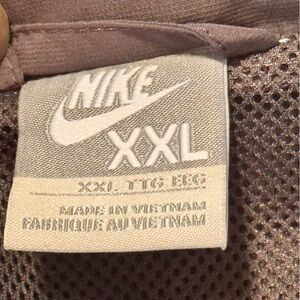 NIKE
XXL
XXL TTG EEG
MADE IN VIETNAM
FABRIQUE AU VIETNAM